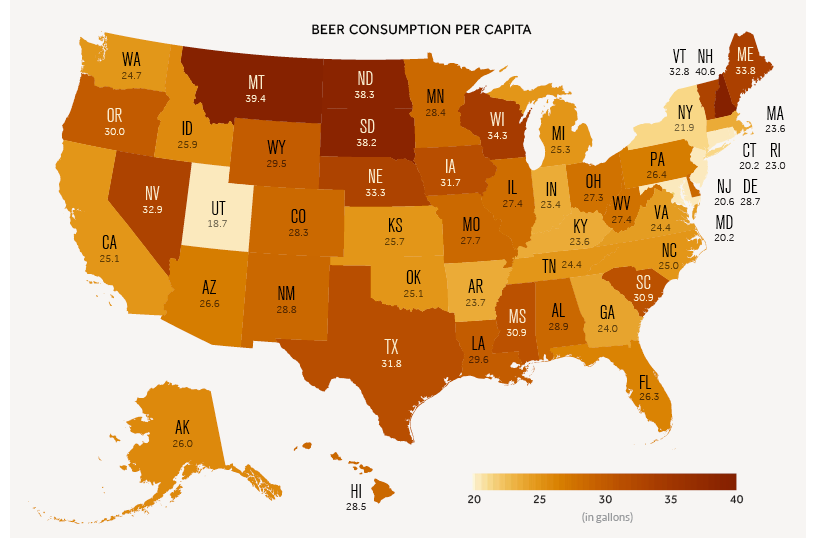 BEER CONSUMPTION PER CAPITA
WA
24.7
MT
39.4
ND
38.3
MN
28.4
VT NH
32.8 40.6
ME
33.8
OR
30.0
ID
25.9
SD
38.2
WI
34.3
MI
25.3
NY
21.9
MA
23.6
WY
29.5
CT RI
20.2 23.0
NV
32.9
UT
18.7
NE
33.3
IA
31.7
IL
27.4
IN
23.4
OH
27.3
PA
26.4
NJ DE
20.6 28.7
CA
25.1
CO
28.3
KS
25.7
MO
27.7
KY
23.6
WV
27.4
VA
24.4
MD
20.2
AZ
26.6
NM
28.8
OK
25.1
AR
23.7
TN 24.4
NC
25.0
TX
31.8
LA
29.6
MS
30.9
AL
28.9
GA
24.0
SC
30.9
FL
26.3
AK
26.0
HI
28.5
20 25 30 35 40
(in gallons)